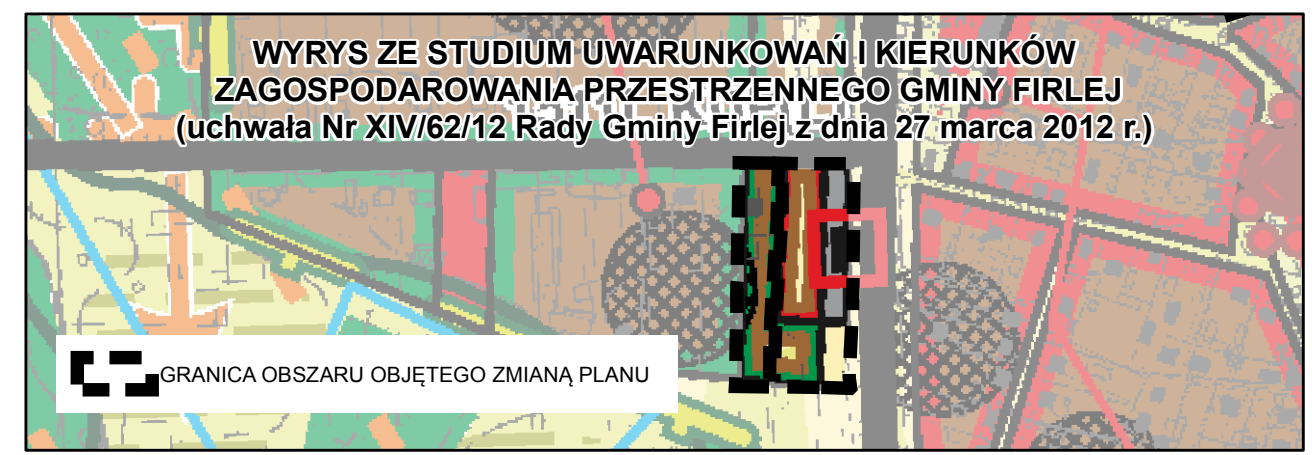 WYRYS ZE STUDIUM UWARUNKOWAŃ I KIERUNKÓW
ZAGOSPODAROWANIA PRZESTRZENNEGO GMINY FIRLEJ
(uchwała Nr XIV/62/12 Rady Gminy Firlej z dnia 27 marca 2012 r.)
GRANICA OBSZARU OBJĘTEGO ZMIANĄ PLANU